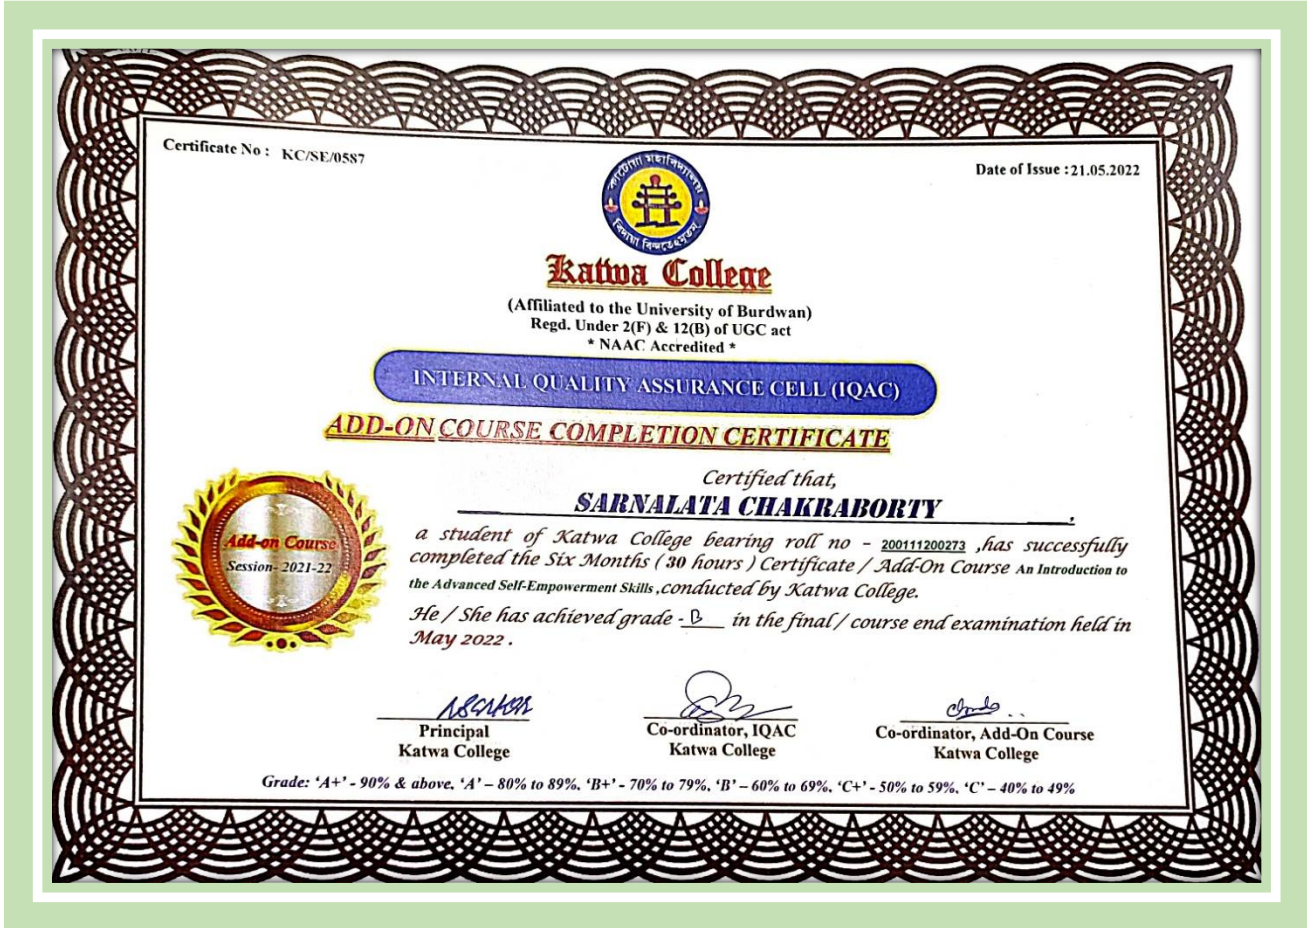 Certificate No : KC/SE/0587
Date of Issue : 21.05.2022
কাটোয়া মহাবিদ্যালয়
Katwa College
(Affiliated to the University of Burdwan)
Regd. Under 2(F) & 12(B) of UGC act
* NAAC Accredited *
INTERNAL QUALITY ASSURANCE CELL (IQAC)
ADD-ON COURSE COMPLETION CERTIFICATE
Certified that,
SARNALATA CHAKRABORTY ,
Add-on Course
Session- 2021-22
a student of Katwa College bearing roll no - 200111200273 ,has successfully
completed the Six Months ( 30 hours ) Certificate / Add-On Course An Introduction to
the Advanced Self-Empowerment Skills ,conducted by Katwa College.
He / She has achieved grade - B in the final / course end examination held in
May 2022 .
Principal
Katwa College
Co-ordinator, IQAC
Katwa College
Co-ordinator, Add-On Course
Katwa College
Grade: ‘A+’ - 90% & above, ‘A’ – 80% to 89%, ‘B+’ - 70% to 79%, ‘B’ – 60% to 69%, ‘C+’ - 50% to 59%, ‘C’ – 40% to 49%